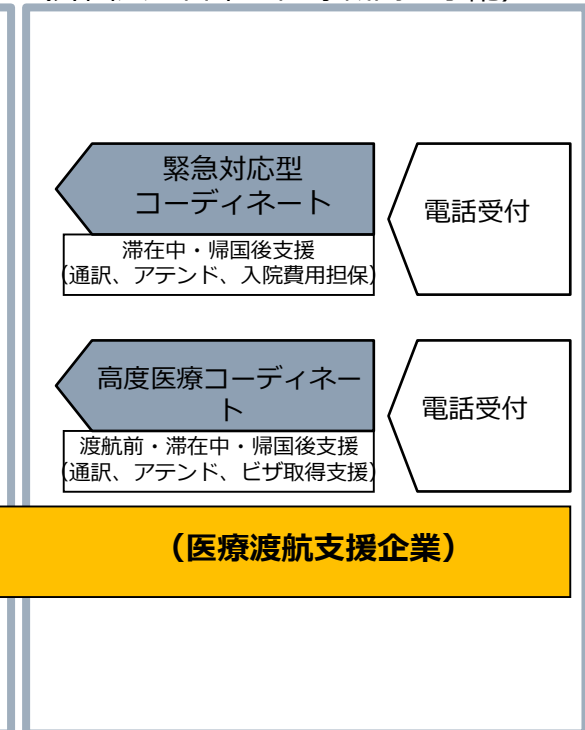 緊急対応型
コーディネート
電話受付
滞在中・帰国後支援
（通訳、アテンド、入院費用担保）
高度医療コーディネー
ト
電話受付
渡航前・滞在中・帰国後支援
（通訳、アテンド、ビザ取得支援）
（医療渡航支援企業）